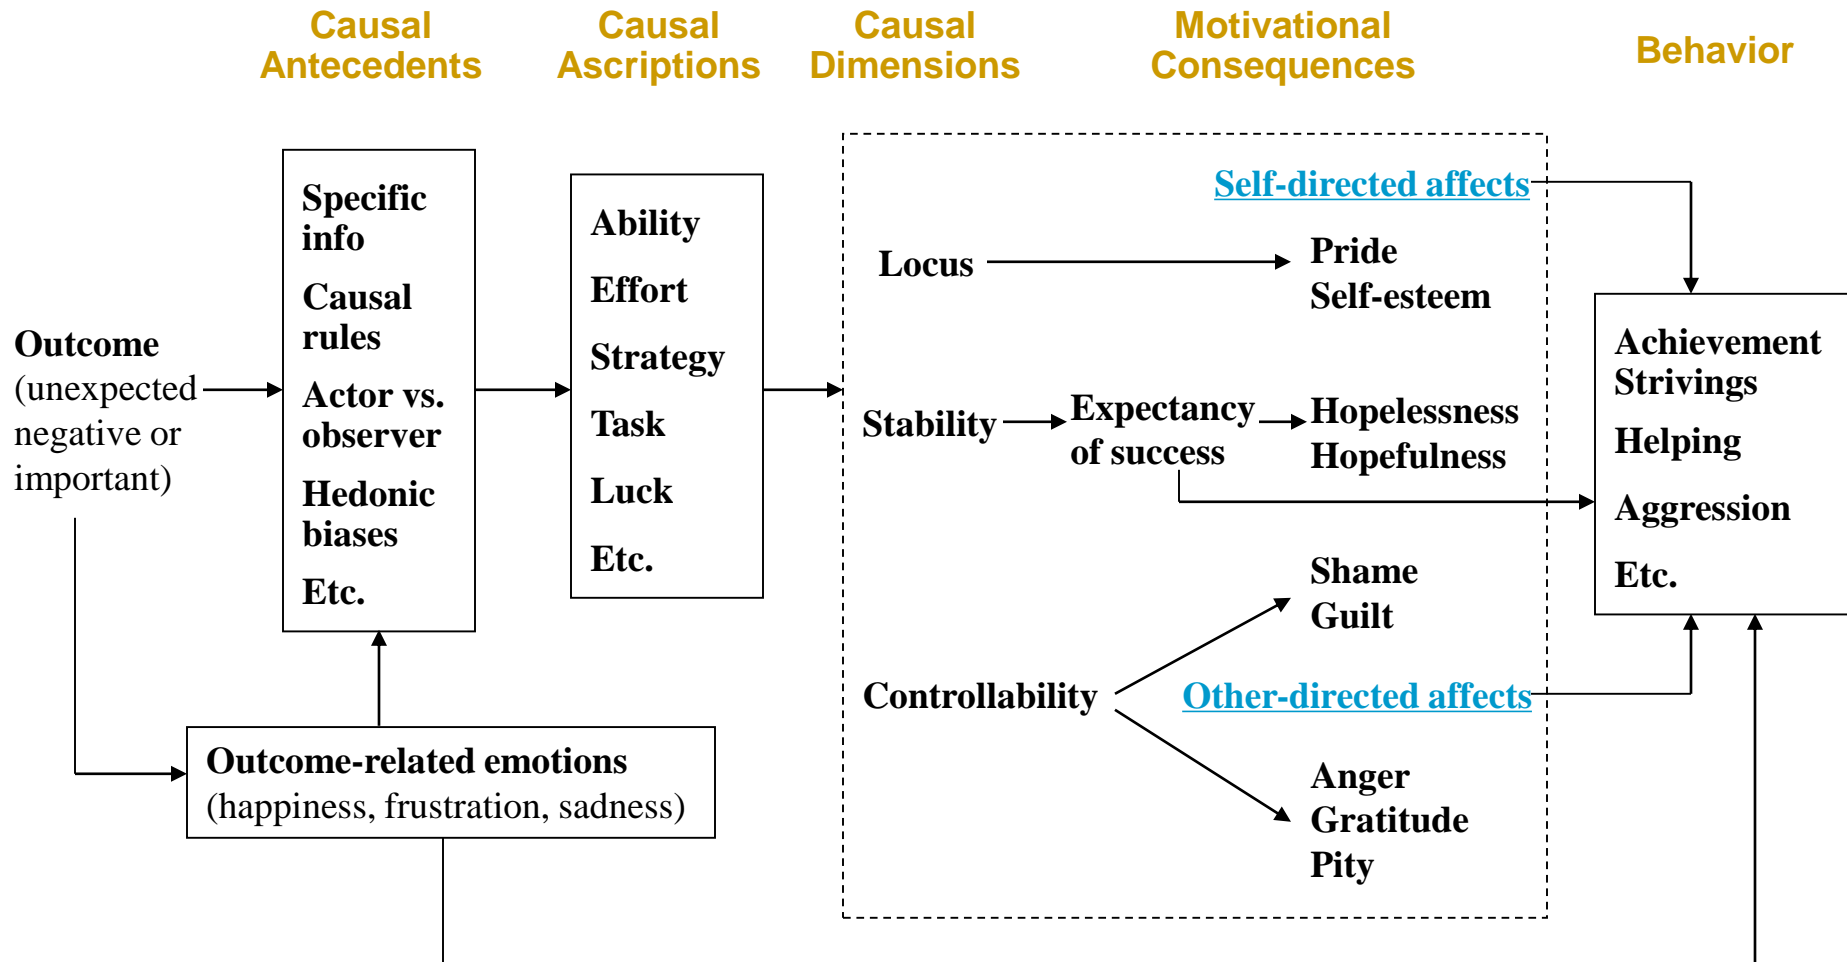 Causal
Antecedents
Causal
Ascriptions
Causal
Dimensions
Motivational
Consequences
Behavior
Outcome
(unexpected
negative or
important)
Specific
info
Causal
rules
Actor vs.
observer
Hedonic
biases
Etc.
Ability
Effort
Strategy
Task
Luck
Etc.
Self-directed affects
Locus
Pride
Self-esteem
Stability
Expectancy
of success
Hopelessness
Hopefulness
Shame
Guilt
Controllability
Other-directed affects
Anger
Gratitude
Pity
Achievement
Strivings
Helping
Aggression
Etc.
Outcome-related emotions
(happiness, frustration, sadness)